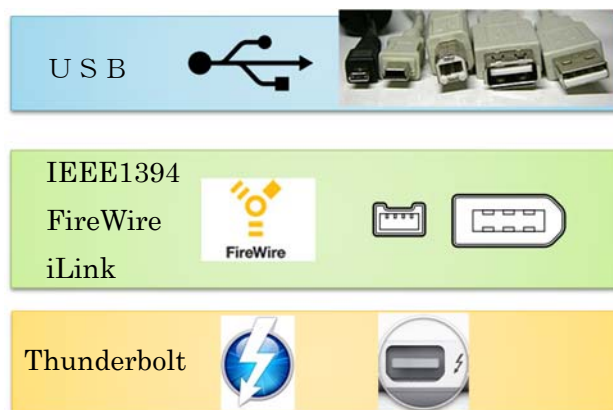 ＵＳＢ
IEEE1394
FireWire
iLink
FireWire
Thunderbolt